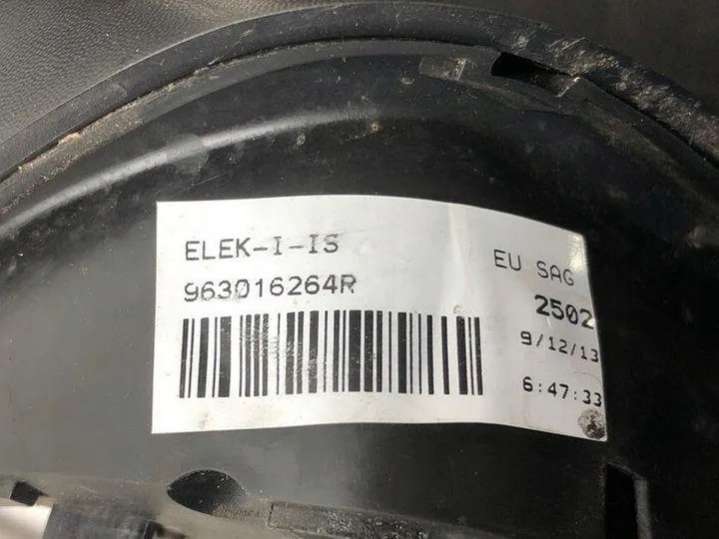 ELEK-I-IS
963016264R
EU SAG
2502
9/12/13
6:47:33